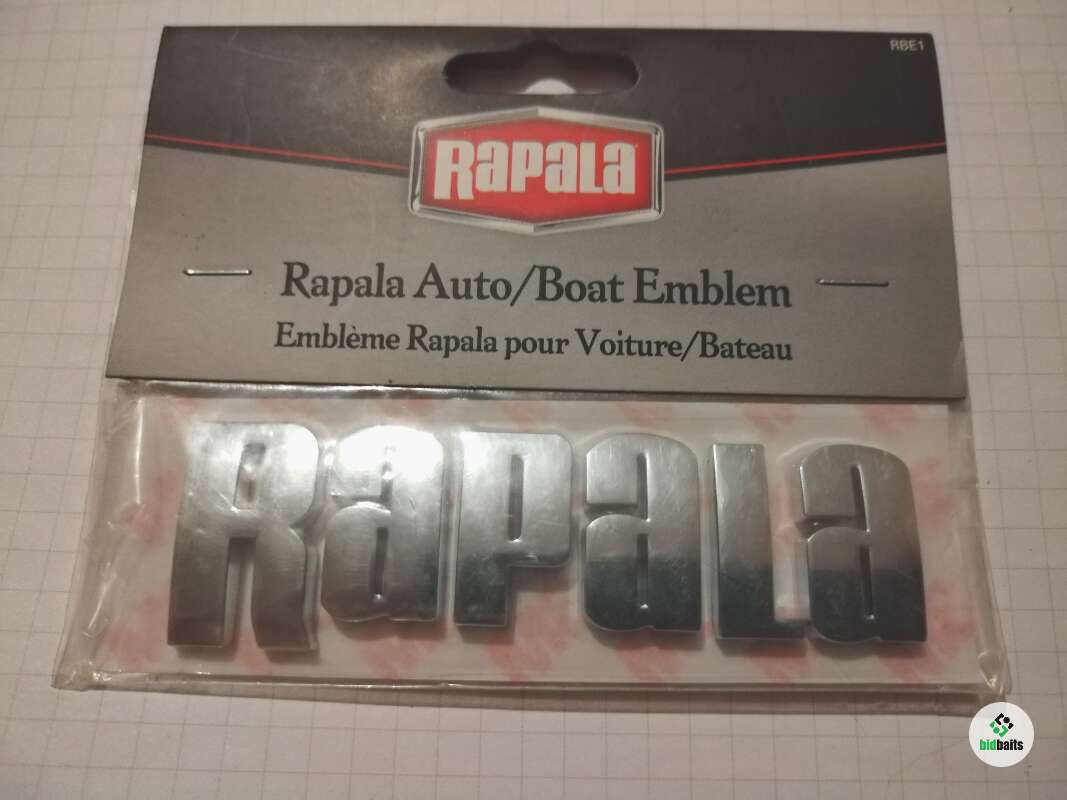 RBE1
Rapala
Rapala Auto/Boat Emblem
Emblème Rapala pour Voiture/Bateau
Rapala
bidbaits